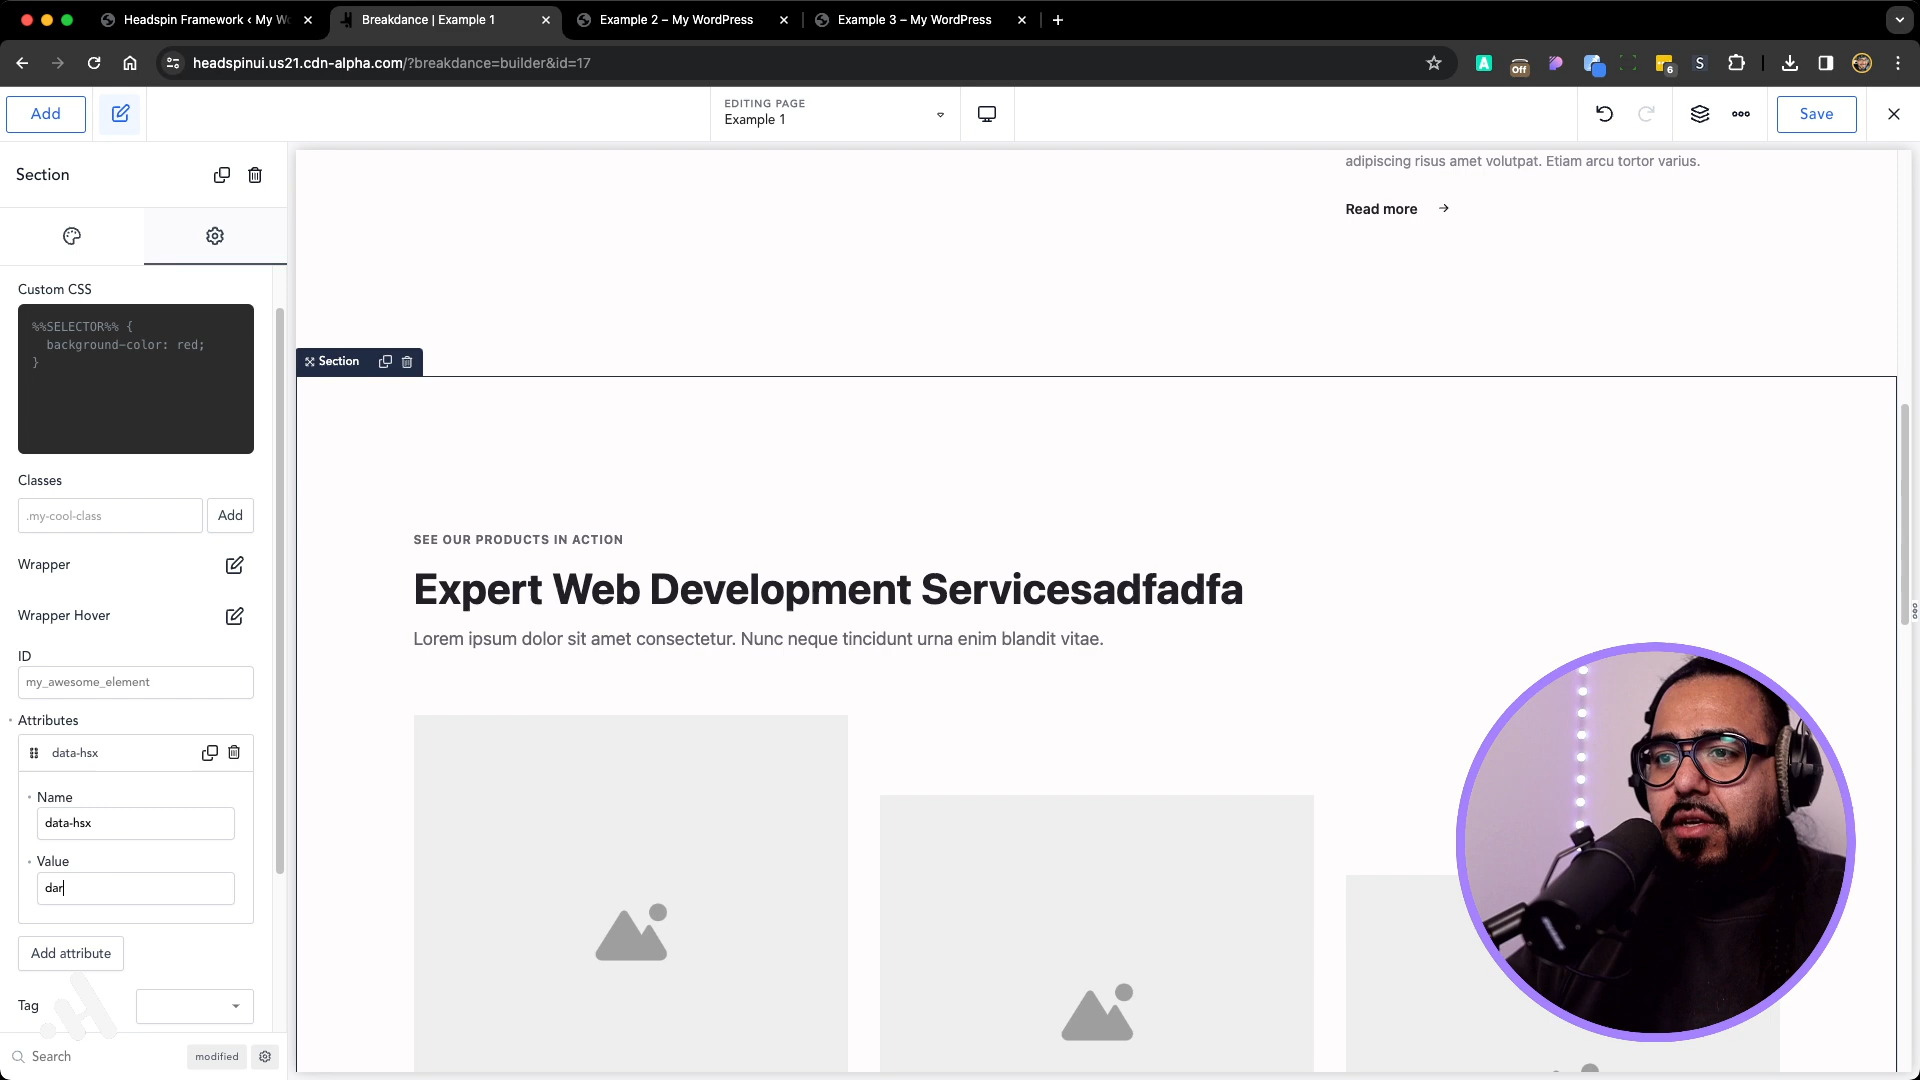 Headspin Framework ‹ My Wo
Breakdance | Example 1
Example 2 – My WordPress
Example 3 – My WordPress
headspinui.us21.cdn-alpha.com/?breakdance=builder&id=17
A
Off
6
S
Add
EDITING PAGE
Example 1
Save
Section
Custom CSS
%%SELECTOR%% {
background-color: red;
}
Classes
.my-cool-class
Add
Wrapper
Wrapper Hover
ID
my_awesome_element
Attributes
data-hsx
Name
data-hsx
Value
dar
Add attribute
Tag
Search
modified
adipiscing risus amet volutpat. Etiam arcu tortor varius.
Read more
Section
SEE OUR PRODUCTS IN ACTION
Expert Web Development Servicesadfadfa
Lorem ipsum dolor sit amet consectetur. Nunc neque tincidunt urna enim blandit vitae.